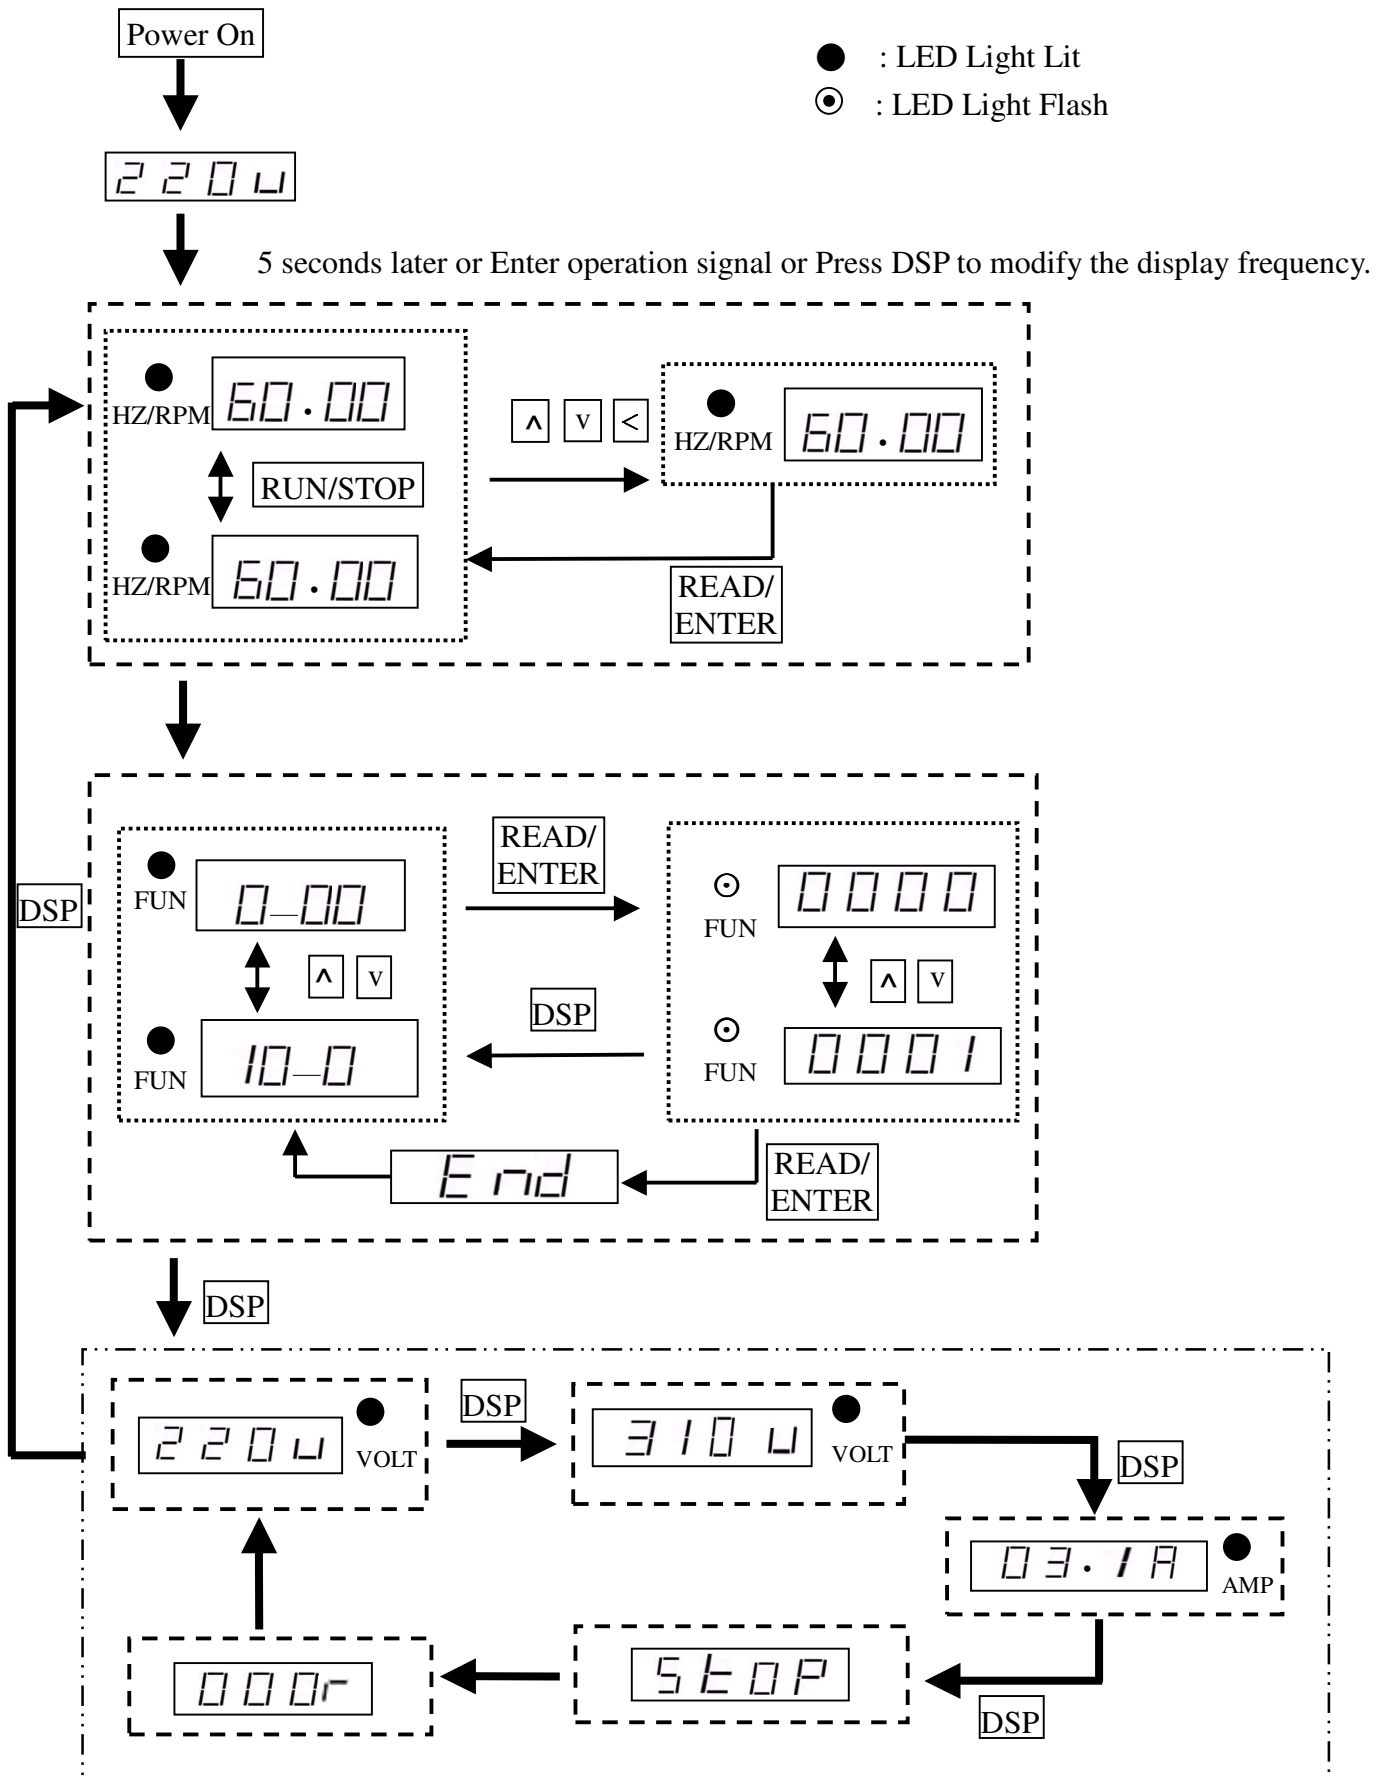 Power On
● : LED Light Lit
⊙ : LED Light Flash
220u
5 seconds later or Enter operation signal or Press DSP to modify the display frequency.
HZ/RPM 60.00
^ v <
HZ/RPM 60.00
RUN/STOP
HZ/RPM 60.00
READ/
ENTER
DSP
FUN 0—00
READ/
ENTER
FUN 0000
^ v
^ v
DSP
FUN 10—0
FUN 0001
End
READ/
ENTER
DSP
220u VOLT
DSP
310u VOLT
DSP
03.1A AMP
000r
StoP
DSP